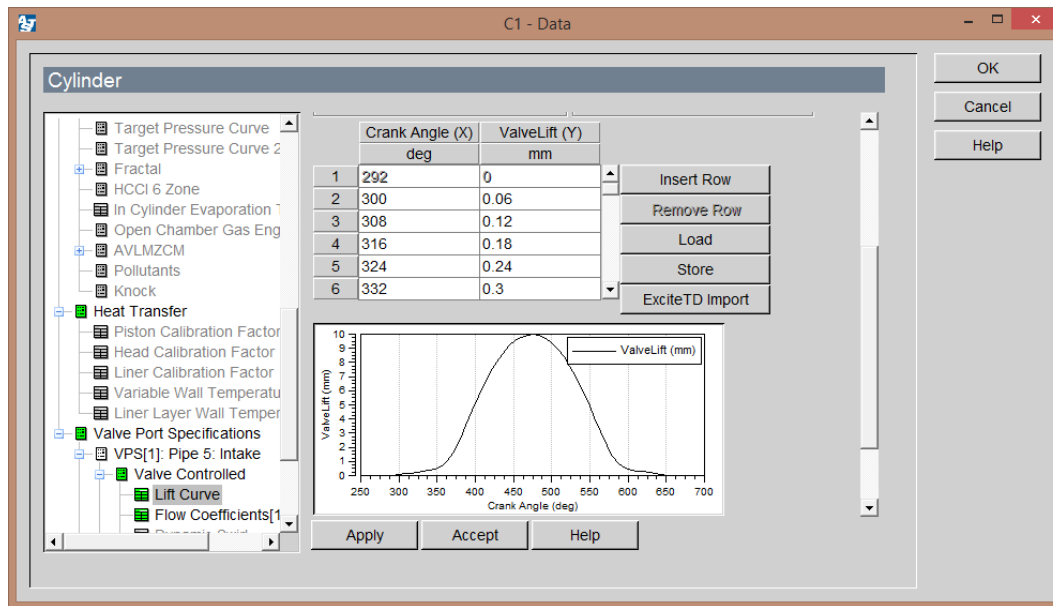 C1 - Data
Cylinder
OK
Cancel
Help
Target Pressure Curve
Target Pressure Curve 2
Fractal
HCCI 6 Zone
In Cylinder Evaporation
Open Chamber Gas Eng
AVLMZCM
Pollutants
Knock
Heat Transfer
Piston Calibration Factor
Head Calibration Factor
Liner Calibration Factor
Variable Wall Temperatu
Liner Layer Wall Temper
Valve Port Specifications
VPS[1]: Pipe 5: Intake
Valve Controlled
Lift Curve
Flow Coefficients[1
Crank Angle (X) ValveLift (Y)
deg mm
1 292 0
2 300 0.06
3 308 0.12
4 316 0.18
5 324 0.24
6 332 0.3
Insert Row
Remove Row
Load
Store
ExciteTD Import
ValveLift (mm)
10
9
8
7
6
5
4
3
2
1
0
ValveLift (mm)
250 300 350 400 450 500 550 600 650 700
Crank Angle (deg)
Apply Accept Help